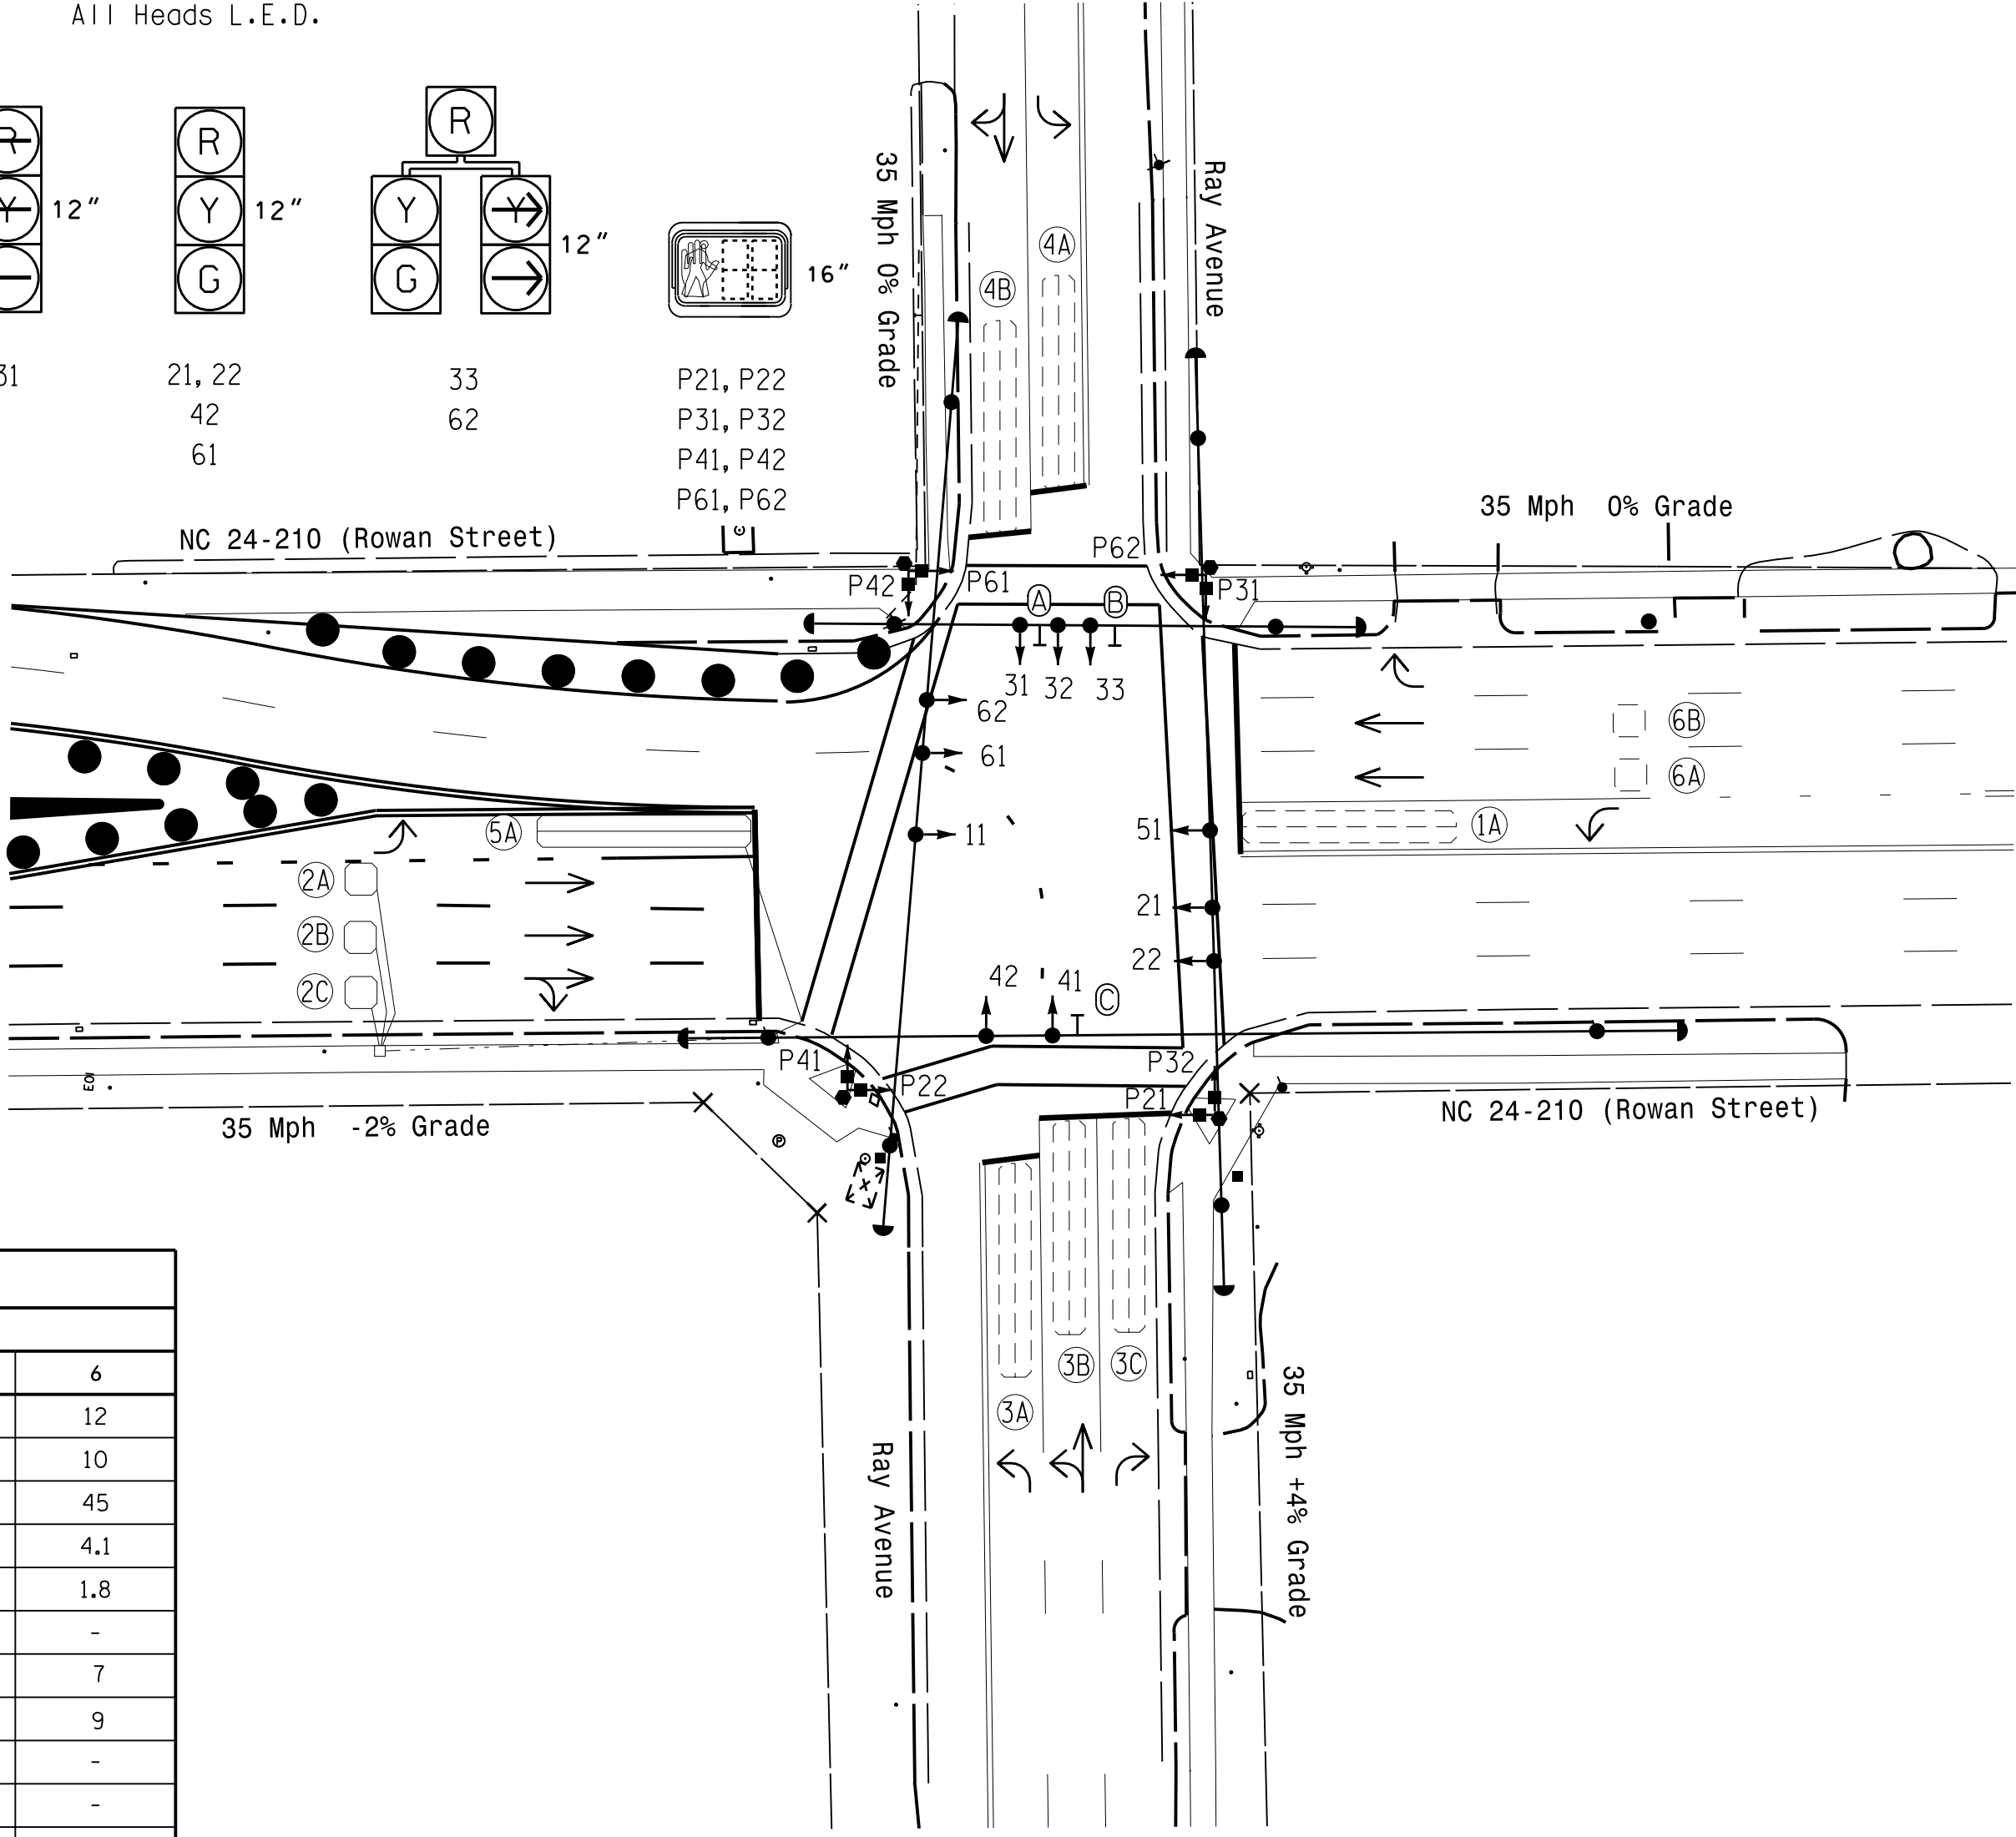 All Heads L.E.D.
R
Y
12"
R
Y
G
12"
R
Y Y
G
12"
16"
31
21, 22
42
61
33
62
P21, P22
P31, P32
P41, P42
P61, P62
35 Mph 0% Grade
Ray Avenue
4A
4B
NC 24-210 (Rowan Street)
35 Mph 0% Grade
P62
P42
P61
P31
A
B
31 32 33
62
61
11
51
21
22
6B
6A
1A
5A
2A
2B
2C
42 41 C
P41
P22
P32
P21
35 Mph -2% Grade
NC 24-210 (Rowan Street)
P
3A
3B
3C
35 Mph +4% Grade
Ray Avenue
6
12
10
45
4.1
1.8
-
7
9
-
-